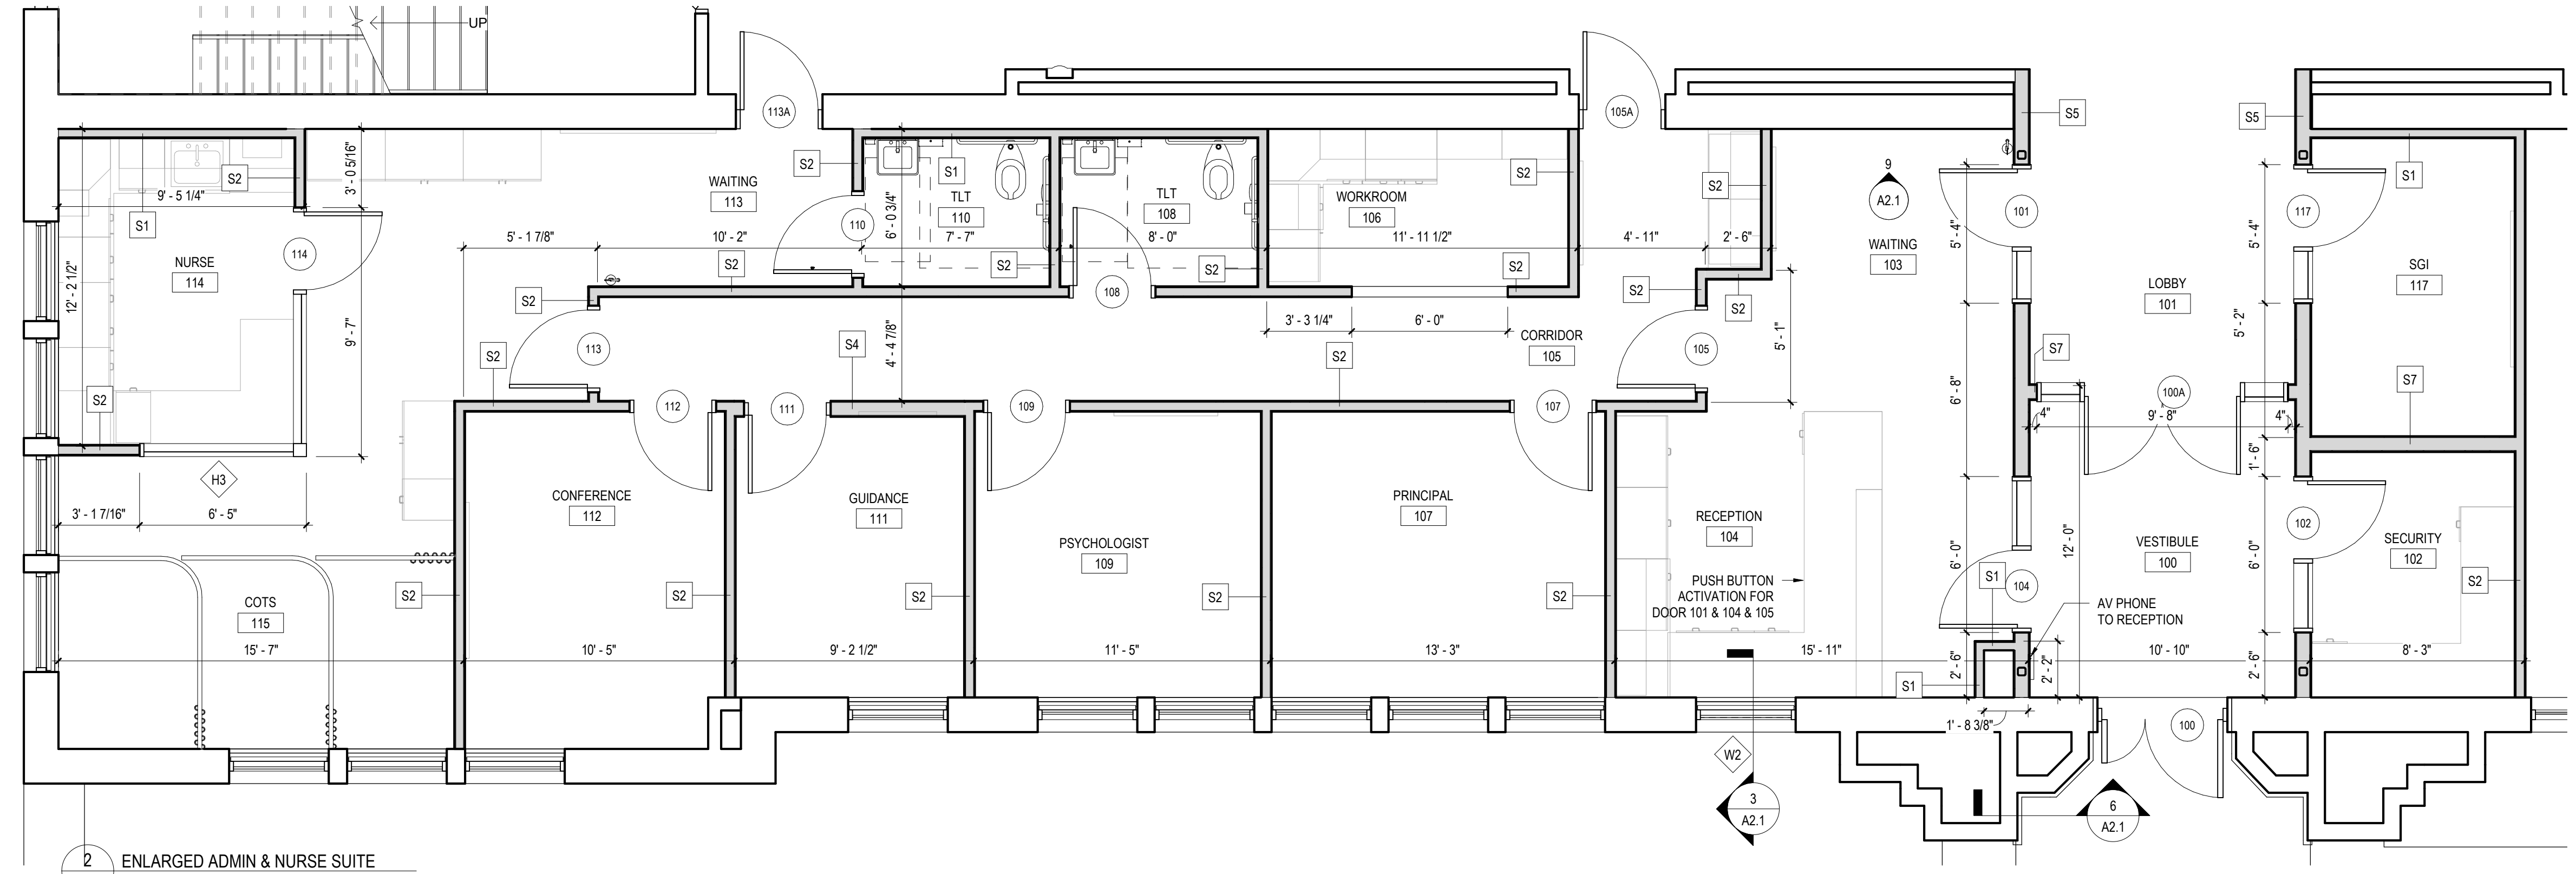 UP
113A
105A
S5
S5
S1
S2
3' - 0 5/16"
9' - 5 1/4"
S1
WAITING
113
S2
S1
TLT
110
TLT
108
WORKROOM
106
S2
S2
9
A2.1
101
117
S1
114
NURSE
114
12' - 2 1/2"
9' - 7"
5' - 1 7/8"
10' - 2"
110
6' - 0 3/4"
7' - 7"
8' - 0"
11' - 11 1/2"
4' - 11"
2' - 6"
WAITING
103
5' - 4"
5' - 4"
S2
S2
S2
S2
S2
S2
S2
108
LOBBY
101
SGI
117
113
S2
S4
4' - 4 7/8"
3' - 3 1/4"
6' - 0"
S2
CORRIDOR
105
105
5' - 1"
5' - 2"
S7
S7
S2
112
111
109
107
6' - 8"
100A
4"
9' - 8"
4"
1' - 6"
H3
3' - 1 7/16"
6' - 5"
CONFERENCE
112
GUIDANCE
111
PSYCHOLOGIST
109
PRINCIPAL
107
RECEPTION
104
PUSH BUTTON
ACTIVATION FOR
DOOR 101 & 104 & 105
6' - 0"
12' - 0"
VESTIBULE
100
6' - 0"
102
SECURITY
102
S2
COTS
115
S2
S2
S2
S2
S2
S1
104
AV PHONE
TO RECEPTION
15' - 7"
10' - 5"
9' - 2 1/2"
11' - 5"
13' - 3"
15' - 11"
2' - 6"
2' - 2"
10' - 10"
2' - 6"
8' - 3"
S1
1' - 8 3/8"
100
W2
3
A2.1
6
A2.1
2
ENLARGED ADMIN & NURSE SUITE